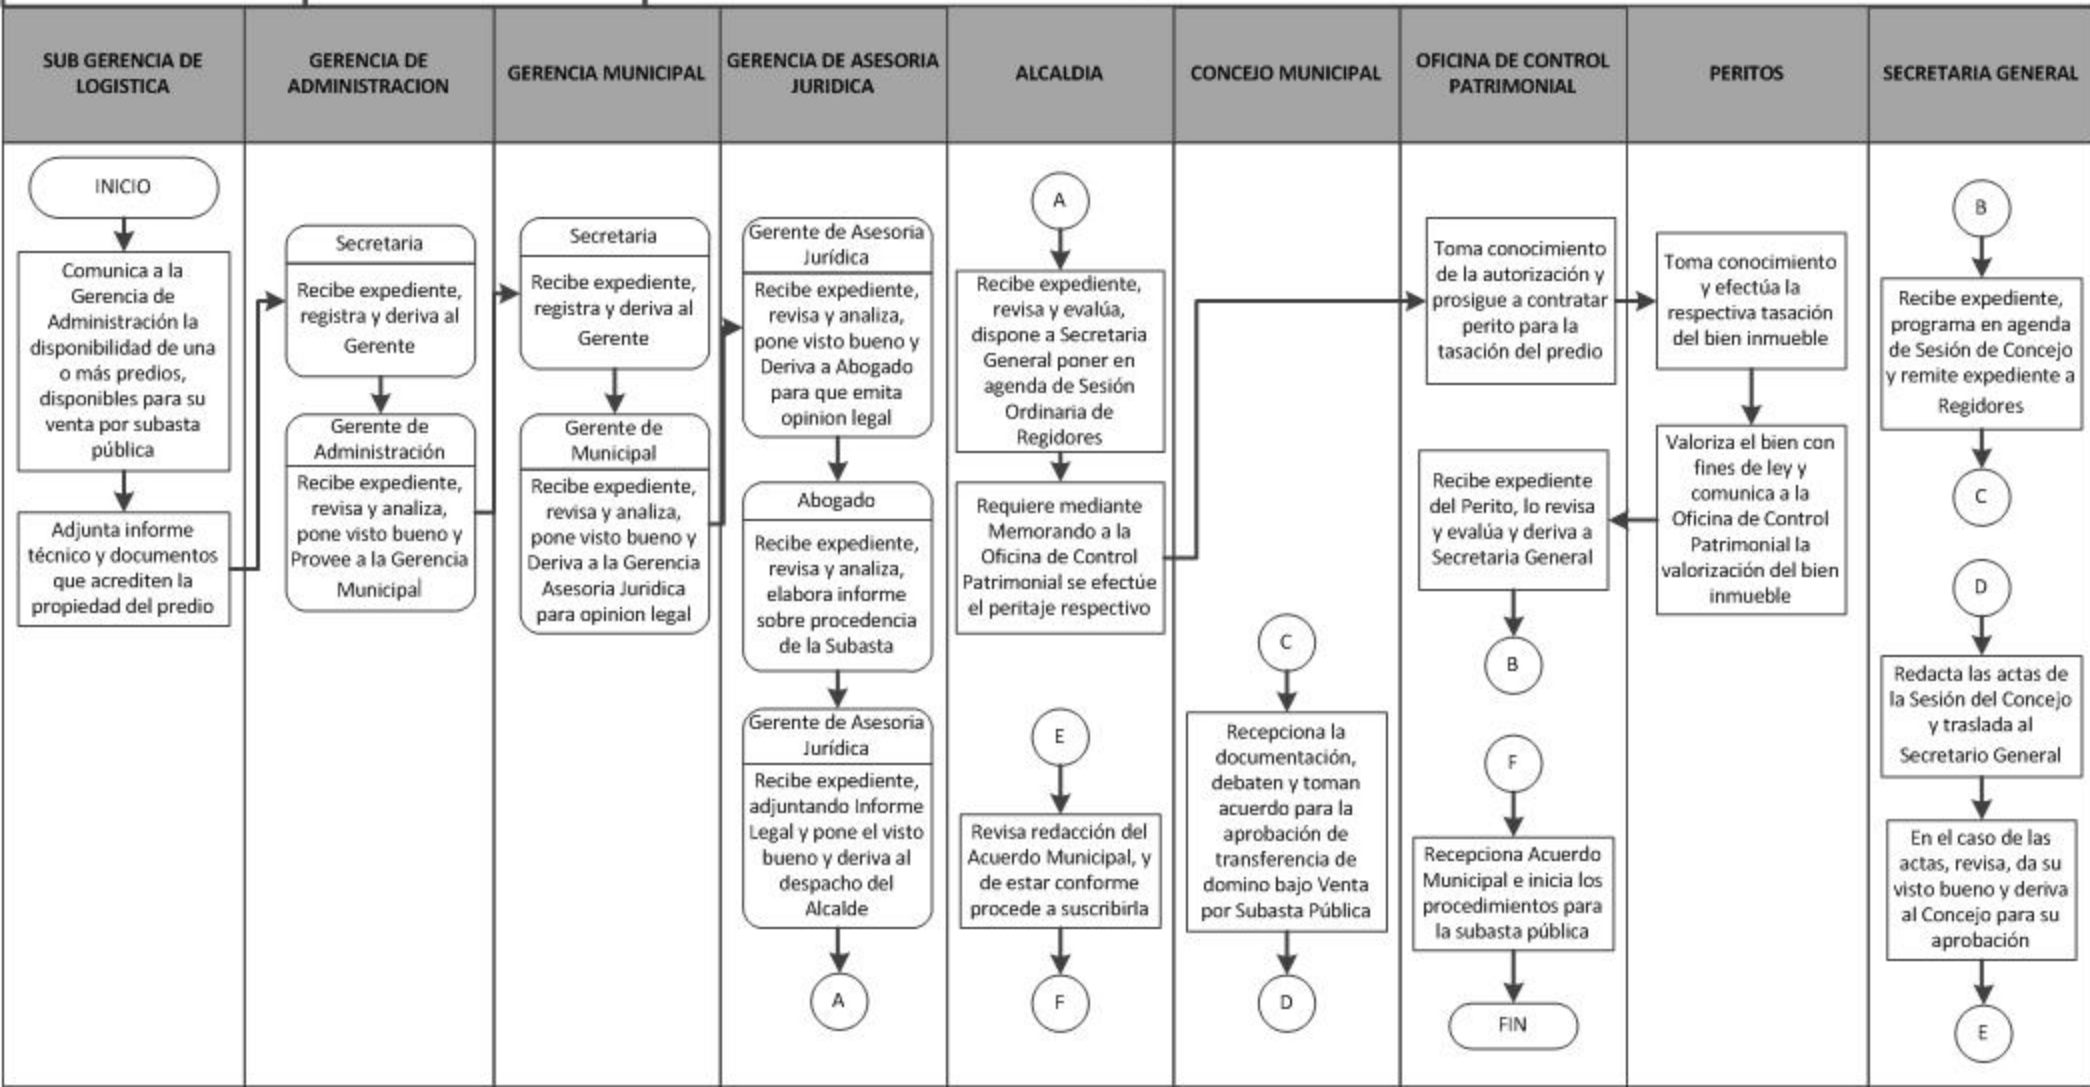 SUB GERENCIA DE
LOGISTICA
GERENCIA DE
ADMINISTRACION
GERENCIA MUNICIPAL
GERENCIA DE ASESORIA
JURIDICA
ALCALDIA
CONCEJO MUNICIPAL
OFICINA DE CONTROL
PATRIMONIAL
PERITOS
SECRETARIA GENERAL
INICIO
Comunica a la
Gerencia de
Administración la
disponibilidad de una
o más predios,
disponibles para su
venta por subasta
pública
Adjunta informe
técnico y documentos
que acrediten la
propiedad del predio
Secretaria
Recibe expediente,
registra y deriva al
Gerente
Gerente de
Administración
Recibe expediente,
revisa y analiza,
pone visto bueno y
Provee a la Gerencia
Municipal
Secretaria
Recibe expediente,
registra y deriva al
Gerente
Gerente de
Municipal
Recibe expediente,
revisa y analiza,
pone visto bueno y
Deriva a la Gerencia
Asesoria Juridica
para opinion legal
Gerente de Asesoria
Jurídica
Recibe expediente,
revisa y analiza,
pone visto bueno y
Deriva a Abogado
para que emita
opinion legal
Abogado
Recibe expediente,
revisa y analiza,
elabora informe
sobre procedencia
de la Subasta
Gerente de Asesoria
Jurídica
Recibe expediente,
adjuntando Informe
Legal y pone el visto
bueno y deriva al
despacho del
Alcalde
A
A
Recibe expediente,
revisa y evalúa,
dispone a Secretaria
General poner en
agenda de Sesión
Ordinaria de
Regidores
Requiere mediante
Memorando a la
Oficina de Control
Patrimonial se efectúe
el peritaje respectivo
E
Revisa redacción del
Acuerdo Municipal, y
de estar conforme
procede a suscribirla
F
C
Recepciona la
documentación,
debaten y toman
acuerdo para la
aprobación de
transferencia de
domino bajo Venta
por Subasta Pública
D
Toma conocimiento
de la autorización y
prosigue a contratar
perito para la
tasación del predio
Recibe expediente
del Perito, lo revisa
y evalúa y deriva a
Secretaria General
B
F
Recepciona Acuerdo
Municipal e inicia los
procedimientos para
la subasta pública
FIN
Toma conocimiento
y efectúa la
respectiva tasación
del bien inmueble
Valoriza el bien con
fines de ley y
comunica a la
Oficina de Control
Patrimonial la
valorización del bien
inmueble
B
Recibe expediente,
programa en agenda
de Sesión de Concejo
y remite expediente a
Regidores
C
D
Redacta las actas de
la Sesión del Concejo
y traslada al
Secretario General
En el caso de las
actas, revisa, da su
visto bueno y deriva
al Concejo para su
aprobación
E